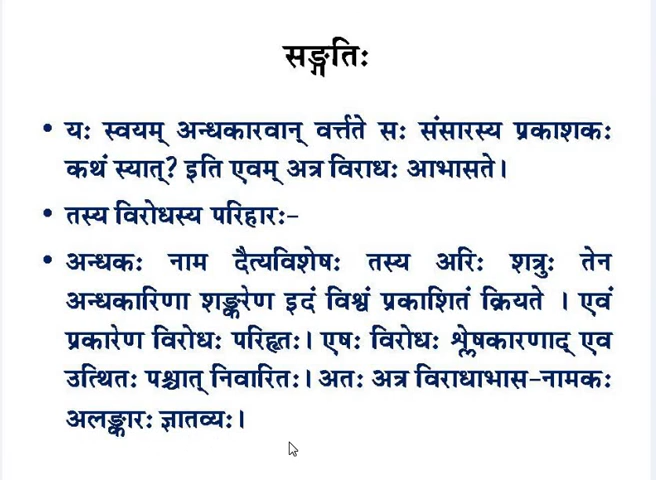 सङ्गतिः
• यः स्वयम् अन्धकारवान् वर्त्तते सः संसारस्य प्रकाशकः
कथं स्यात्? इति एवम् अत्र विराधः आभासते।
• तस्य विरोधस्य परिहारः-
• अन्धकः नाम दैत्यविशेषः तस्य अरिः शत्रुः तेन
अन्धकारिणा शङ्करेण इदं विश्वं प्रकाशितं क्रियते । एवं
प्रकारेण विरोधः परिहृतः। एषः विरोधः श्लेषकारणाद् एव
उत्थितः पश्चात् निवारितः। अतः अत्र विराधाभास-नामकः
अलङ्कारः ज्ञातव्यः।